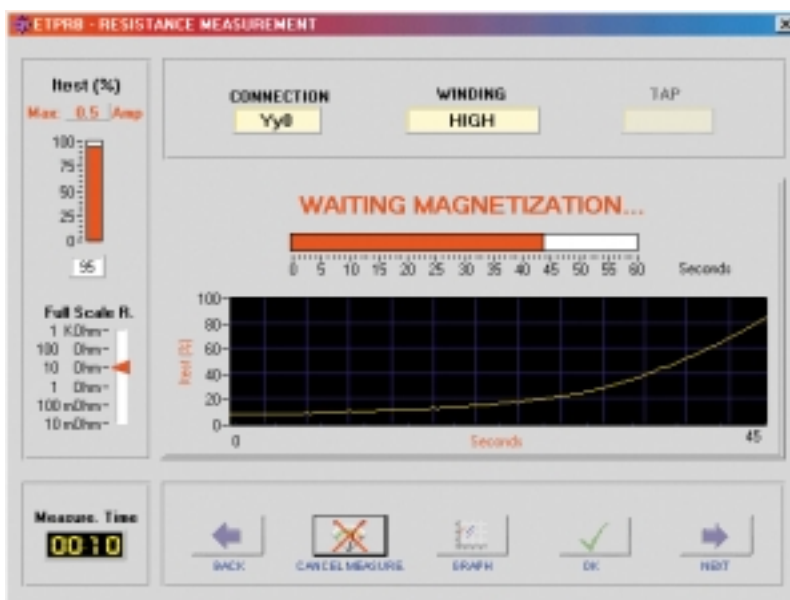 ETPR8 - RESISTANCE MEASUREMENT
Itest (%)
Max: 0.5 Amp
100
75
50
25
0
95
Full Scale R.
1 KOhm
100 Ohm
10 Ohm
1 Ohm
100 mOhm
10 mOhm
Measure. Time
00:10
CONNECTION
Yy0
WINDING
HIGH
TAP
WAITING MAGNETIZATION...
0 5 10 15 20 25 30 35 40 45 50 55 60 Seconds
Itest (%)
100
80
60
40
20
0
0 Seconds 45
BACK
CANCEL MEASURE.
GRAPH
OK
NEXT